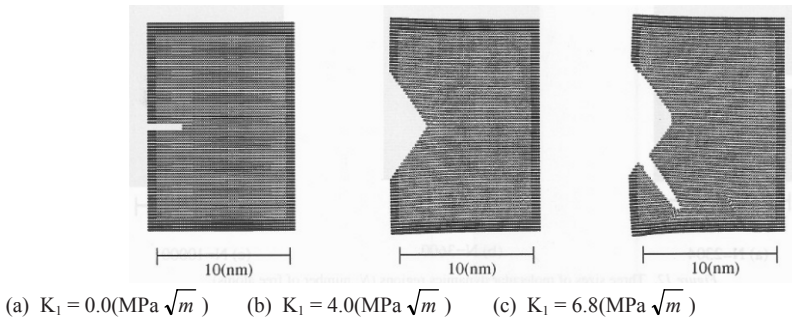 10(nm) 10(nm) 10(nm)
(a) K₁ = 0.0(MPa √m ) (b) K₁ = 4.0(MPa √m ) (c) K₁ = 6.8(MPa √m )